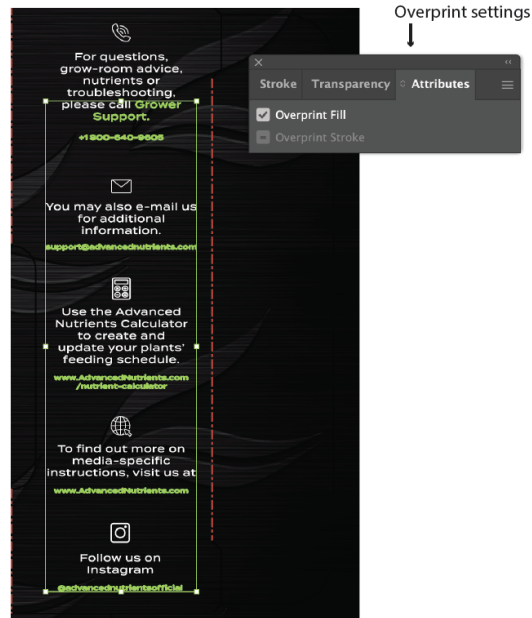 Overprint settings
Stroke Transparency Attributes
Overprint Fill
Overprint Stroke
For questions,
grow-room advice,
nutrients or
troubleshooting,
please call Grower
Support.
+1 800-640-9605
You may also e-mail us
for additional
information.
support@advancednutrients.com
Use the Advanced
Nutrients Calculator
to create and
update your plants’
feeding schedule.
www.AdvancedNutrients.com
/nutrient-calculator
To find out more on
media-specific
instructions, visit us at
www.AdvancedNutrients.com
Follow us on
Instagram
@advancednutrientsofficial